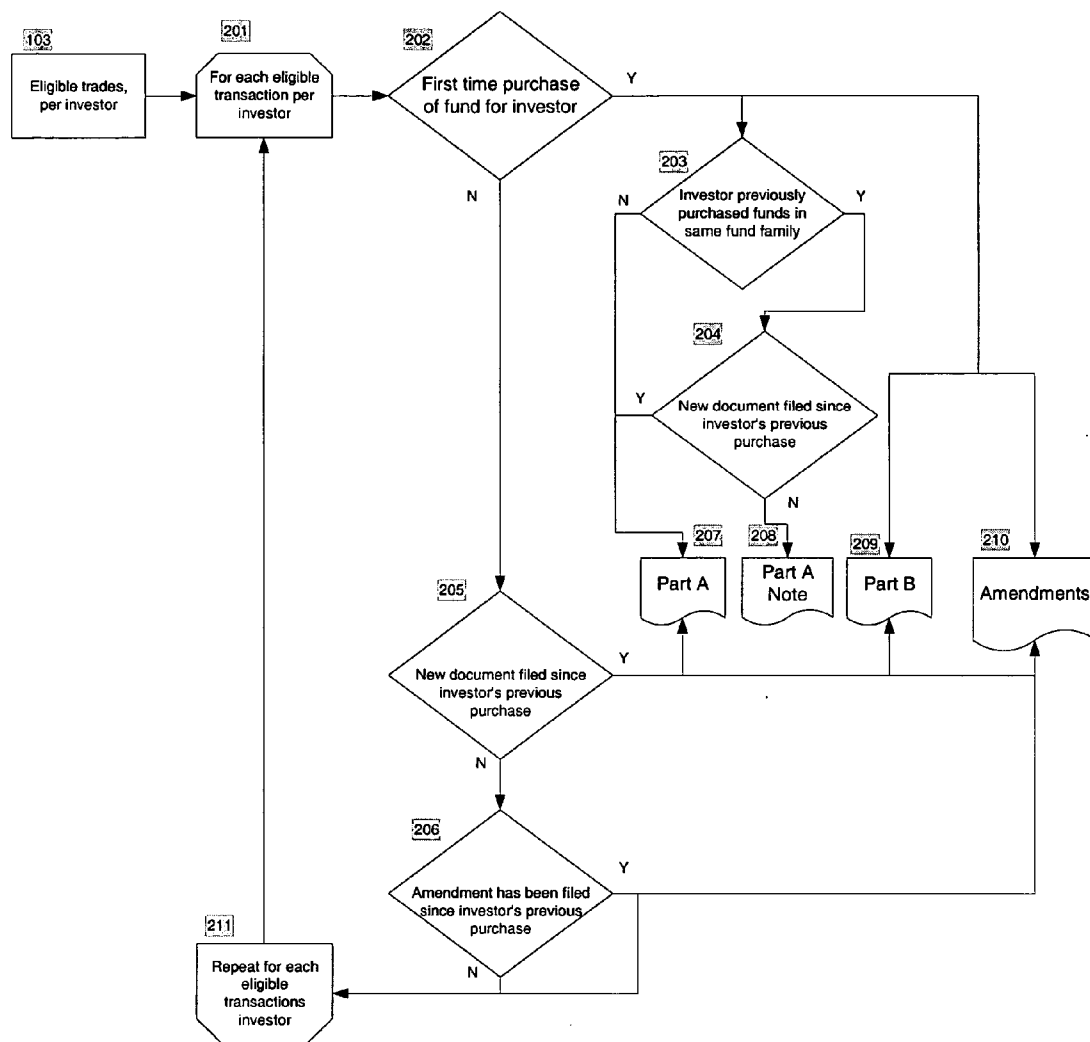 103
Eligible trades,
per investor
201
For each eligible
transaction per
investor
202
First time purchase
of fund for investor
Y
N
203
Investor previously
purchased funds in
same fund family
N
Y
204
New document filed since
investor's previous
purchase
Y
N
207
Part A
208
Part A
Note
209
Part B
210
Amendments
205
New document filed since
investor's previous
purchase
Y
N
206
Amendment has been filed
since investor's previous
purchase
Y
N
211
Repeat for each
eligible
transactions
investor